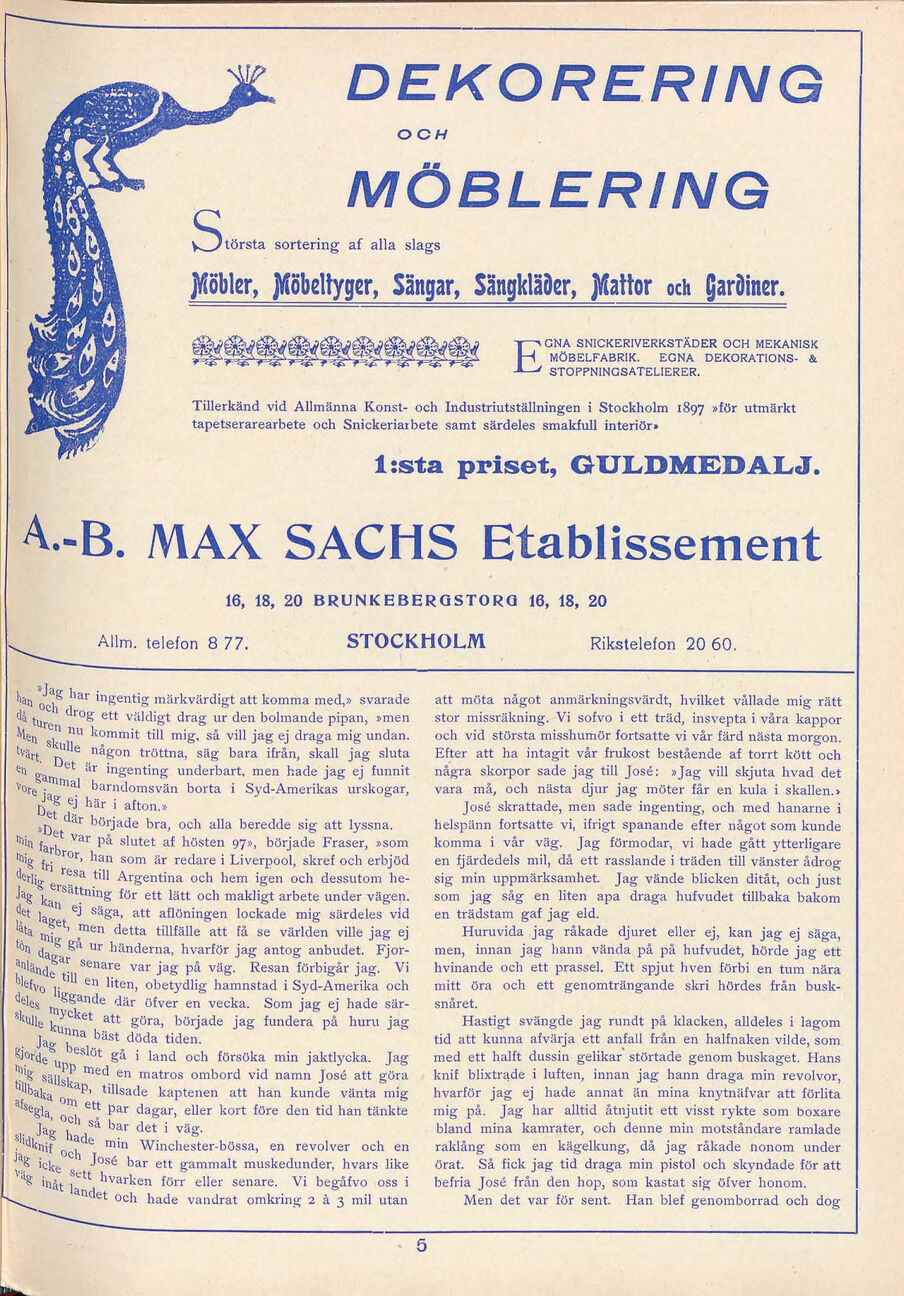 DEKORERING
OCH
MÖBLERING
Största sortering af alla slags
Möbler, Möbeltyger, Sängar, Sängkläder, Mattor och Gardiner.
EGNA SNICKERIVERKSTÄDER OCH MEKANISK
MÖBELFABRIK. EGNA DEKORATIONS- &
STOPPNINGSATELIERER.
Tillerkänd vid Allmänna Konst- och Industriutställningen i Stockholm 1897 »för utmärkt
tapetserarearbete och Snickeriarbete samt särdeles smakfull interiör»
1:sta priset, GULDMEDALJ.
A.-B. MAX SACHS Etablissement
16, 18, 20 BRUNKEBERGSTORG 16, 18, 20
Allm. telefon 8 77. STOCKHOLM Rikstelefon 20 60.
»Jag har ingentig märkvärdigt att komma med,» svarade
han och drog ett väldigt drag ur den bolmande pipan, »men
då turen nu kommit till mig, så vill jag ej draga mig undan.
Men skulle någon tröttna, säg bara ifrån, skall jag sluta
tvärt. Det är ingenting underbart, men hade jag ej funnit
en gammal barndomsvän borta i Syd-Amerikas urskogar,
vore jag ej här i afton.»
Det där började bra, och alla beredde sig att lyssna.
»Det var på slutet af hösten 97», började Fraser, »som
min farbror, han som är redare i Liverpool, skref och erbjöd
mig fri resa till Argentina och hem igen och dessutom he-
derlig ersättning för ett lätt och makligt arbete under vägen.
Jag kan ej säga, att aflöningen lockade mig särdeles vid
det laget, men detta tillfälle att få se världen ville jag ej
låta mig gå ur händerna, hvarför jag antog anbudet. Fjor-
ton dagar senare var jag på väg. Resan förbigår jag. Vi
anlände till en liten, obetydlig hamnstad i Syd-Amerika och
blefvo liggande där öfver en vecka. Som jag ej hade sär-
deles mycket att göra, började jag fundera på huru jag
skulle kunna bäst döda tiden.
Jag beslöt gå i land och försöka min jaktlycka. Jag
gjorde upp med en matros ombord vid namn José att göra
mig sällskap, tillsade kaptenen att han kunde vänta mig
tillbaka om ett par dagar, eller kort före den tid han tänkte
afsegla, och så bar det i väg.
Jag hade min Winchester-bössa, en revolver och en
slidknif och José bar ett gammalt muskedunder, hvars like
jag icke sett hvarken förr eller senare. Vi begåfvo oss i
väg inåt landet och hade vandrat omkring 2 à 3 mil utan
att möta något anmärkningsvärdt, hvilket vållade mig rätt
stor missräkning. Vi sofvo i ett träd, insvepta i våra kappor
och vid största misshumör fortsatte vi vår färd nästa morgon.
Efter att ha intagit vår frukost bestående af torrt kött och
några skorpor sade jag till José: »Jag vill skjuta hvad det
vara må, och nästa djur jag möter får en kula i skallen.»
José skrattade, men sade ingenting, och med hanarne i
helspänn fortsatte vi, ifrigt spanande efter något som kunde
komma i vår väg. Jag förmodar, vi hade gått ytterligare
en fjärdedels mil, då ett rasslande i träden till vänster ådrog
sig min uppmärksamhet. Jag vände blicken ditåt, och just
som jag såg en liten apa draga hufvudet tillbaka bakom
en trädstam gaf jag eld.
Huruvida jag råkade djuret eller ej, kan jag ej säga,
men, innan jag hann vända på på hufvudet, hörde jag ett
hvinande och ett prassel. Ett spjut hven förbi en tum nära
mitt öra och ett genomträngande skri hördes från busk-
snåret.
Hastigt svängde jag rundt på klacken, alldeles i lagom
tid att kunna afvärja ett anfall från en halfnaken vilde, som
med ett halft dussin gelikar störtade genom buskaget. Hans
knif blixtrade i luften, innan jag hann draga min revolver,
hvarför jag ej hade annat än mina knytnäfvar att förlita
mig på. Jag har alltid åtnjutit ett visst rykte som boxare
bland mina kamrater, och denne min motståndare ramlade
raklång som en kägelkung, då jag råkade honom under
örat. Så fick jag tid draga min pistol och skyndade för att
befria José från den hop, som kastat sig öfver honom.
Men det var för sent. Han blef genomborrad och dog
5